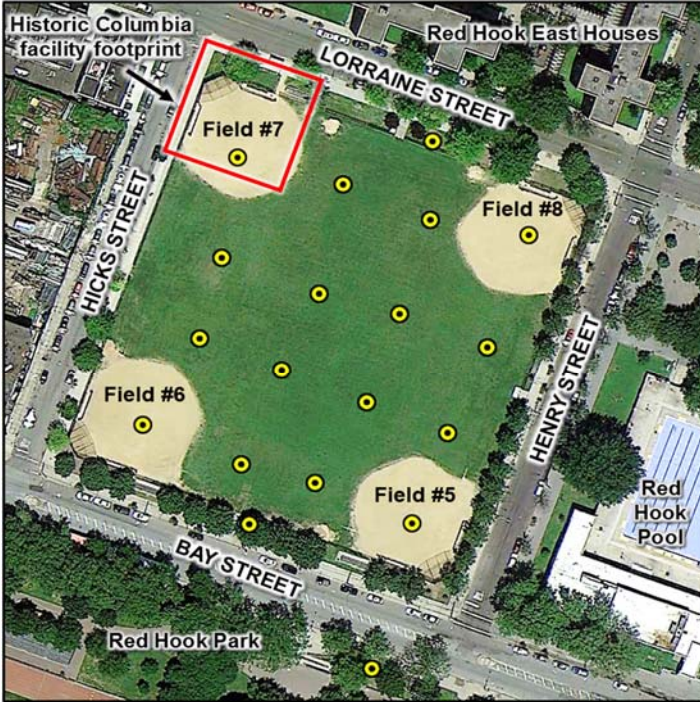 Historic Columbia
facility footprint
Red Hook East Houses
LORRAINE STREET
Field #7
Field #8
HICKS STREET
HENRY STREET
Field #6
Field #5
Red
Hook
Pool
BAY STREET
Red Hook Park